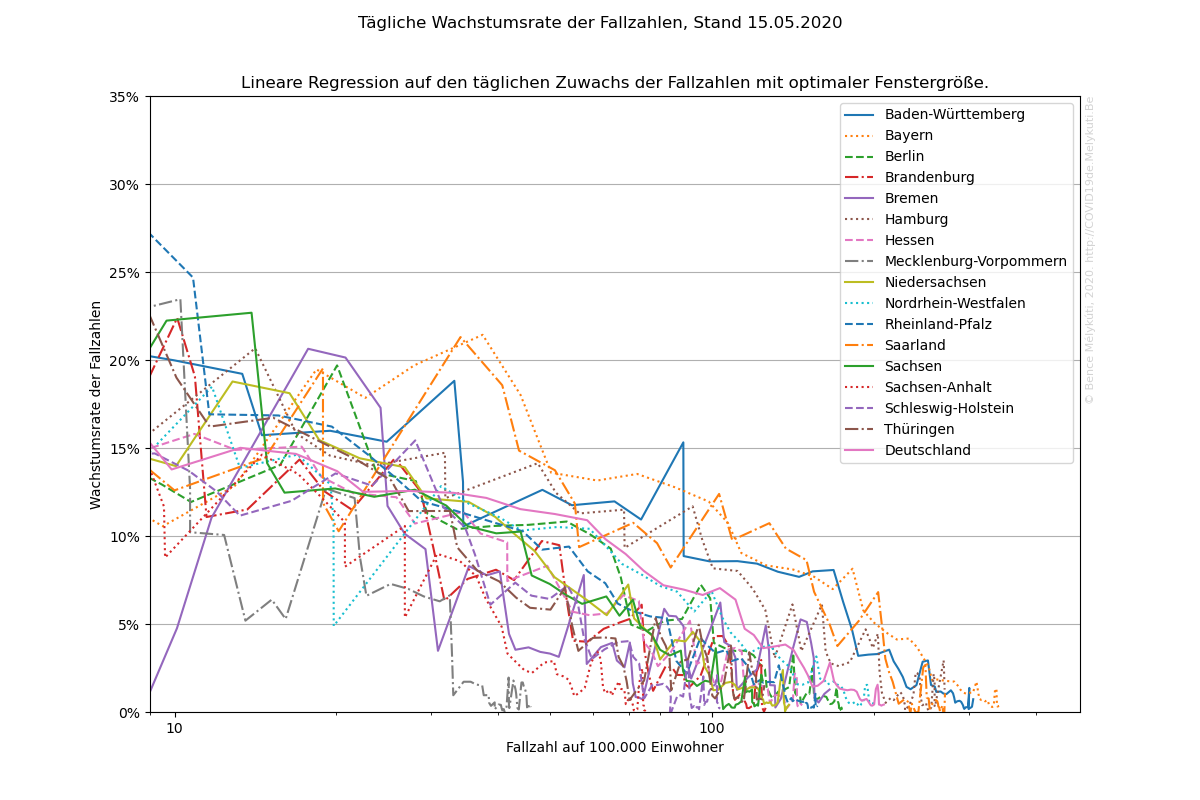 Tägliche Wachstumsrate der Fallzahlen, Stand 15.05.2020
Lineare Regression auf den täglichen Zuwachs der Fallzahlen mit optimaler Fenstergröße.
35%
30%
25%
20%
15%
10%
5%
0%
Wachstumsrate der Fallzahlen
10
100
Fallzahl auf 100.000 Einwohner
Baden-Württemberg
Bayern
Berlin
Brandenburg
Bremen
Hamburg
Hessen
Mecklenburg-Vorpommern
Niedersachsen
Nordrhein-Westfalen
Rheinland-Pfalz
Saarland
Sachsen
Sachsen-Anhalt
Schleswig-Holstein
Thüringen
Deutschland
© Bence Mélykúti, 2020. http://COVID19de.Melykuti.Be